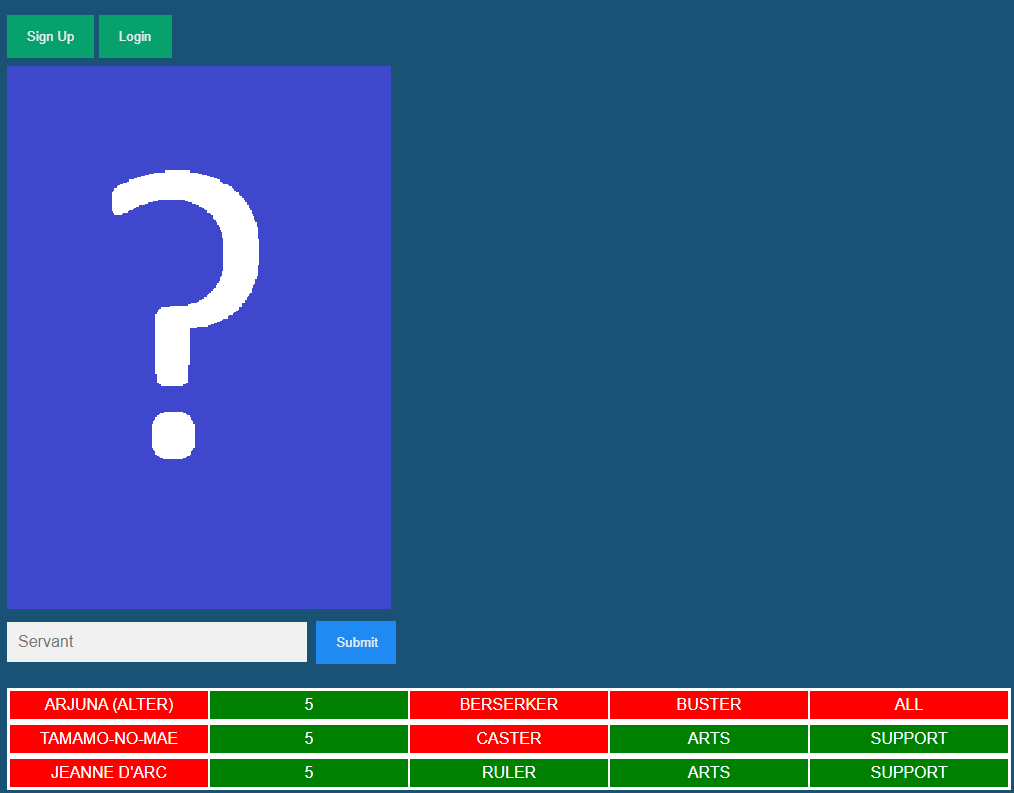 Sign Up Login
?
Servant Submit
ARJUNA (ALTER) 5 BERSERKER BUSTER ALL
TAMAMO-NO-MAE 5 CASTER ARTS SUPPORT
JEANNE D'ARC 5 RULER ARTS SUPPORT